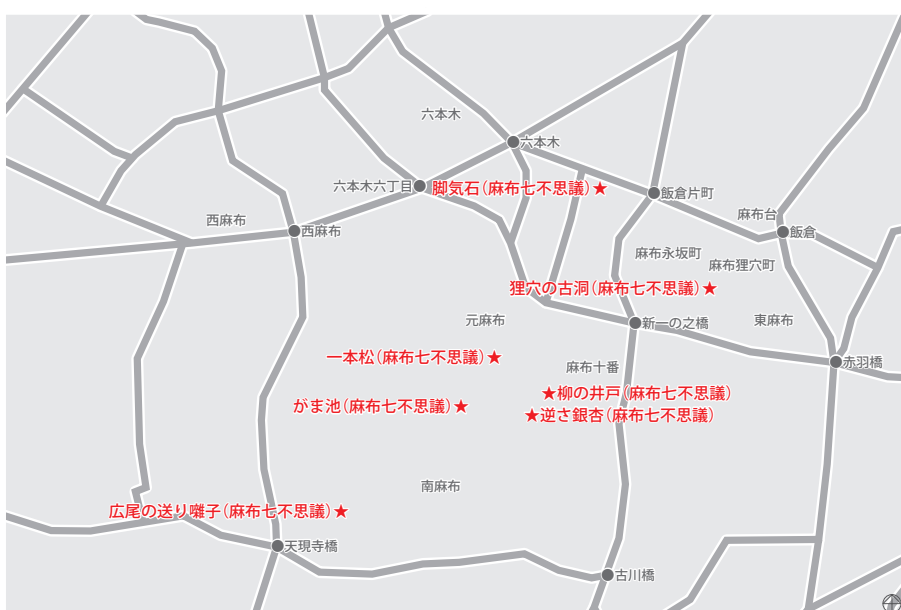 六本木
六本木
六本木六丁目
脚気石（麻布七不思議）★
飯倉片町
麻布台
西麻布
西麻布
飯倉
麻布永坂町
麻布狸穴町
狸穴の古洞（麻布七不思議）★
元麻布
新一の之橋
東麻布
一本松（麻布七不思議）★
麻布十番
赤羽橋
★柳の井戸（麻布七不思議）
がま池（麻布七不思議）★
★逆さ銀杏（麻布七不思議）
南麻布
広尾の送り囃子（麻布七不思議）★
天現寺橋
古川橋